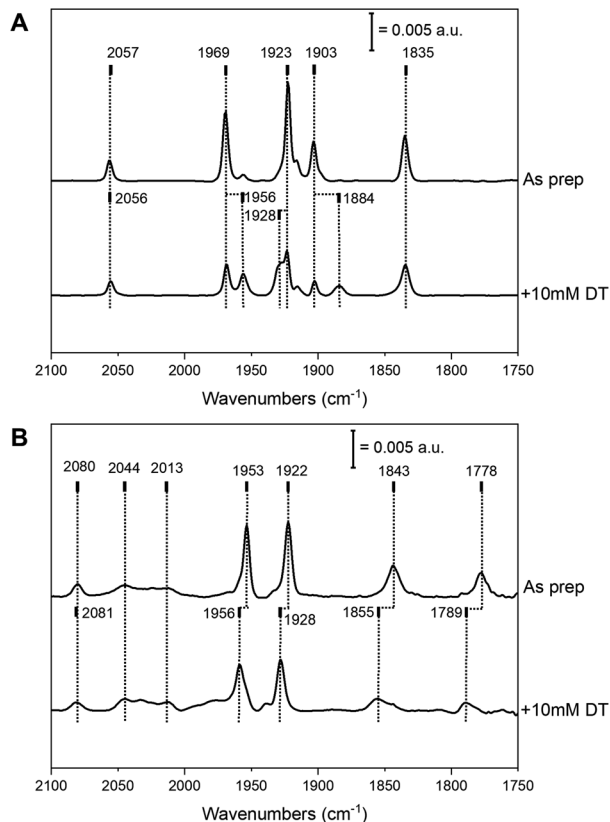 A
= 0.005 a.u.
2057 1969 1923 1903 1835
As prep
2056 1956 1884
1928
+10mM DT
2100 2050 2000 1950 1900 1850 1800 1750
Wavenumbers (cm⁻¹)
B
= 0.005 a.u.
2080 2044 2013 1953 1922 1843 1778
As prep
2081 1956 1928 1855 1789
+10mM DT
2100 2050 2000 1950 1900 1850 1800 1750
Wavenumbers (cm⁻¹)